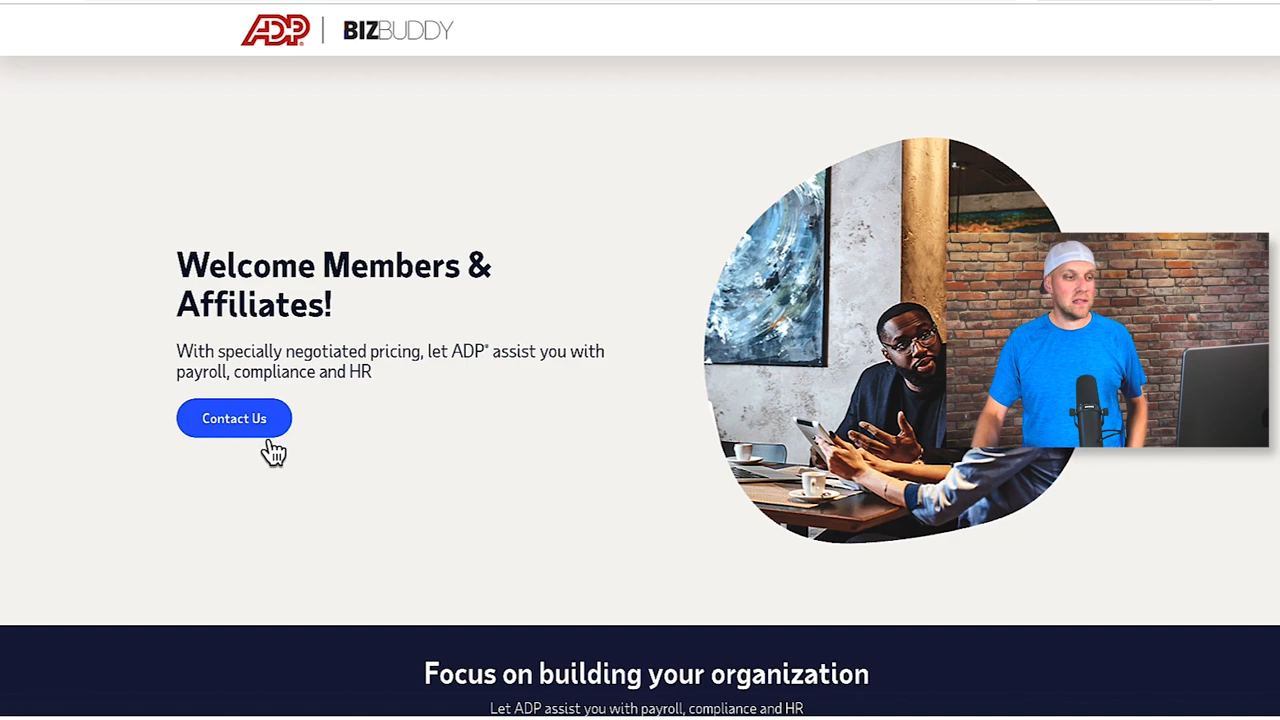 ADP® BIZBUDDY
Welcome Members &
Affiliates!
With specially negotiated pricing, let ADP® assist you with
payroll, compliance and HR
Contact Us
Focus on building your organization
Let ADP assist you with payroll, compliance and HR